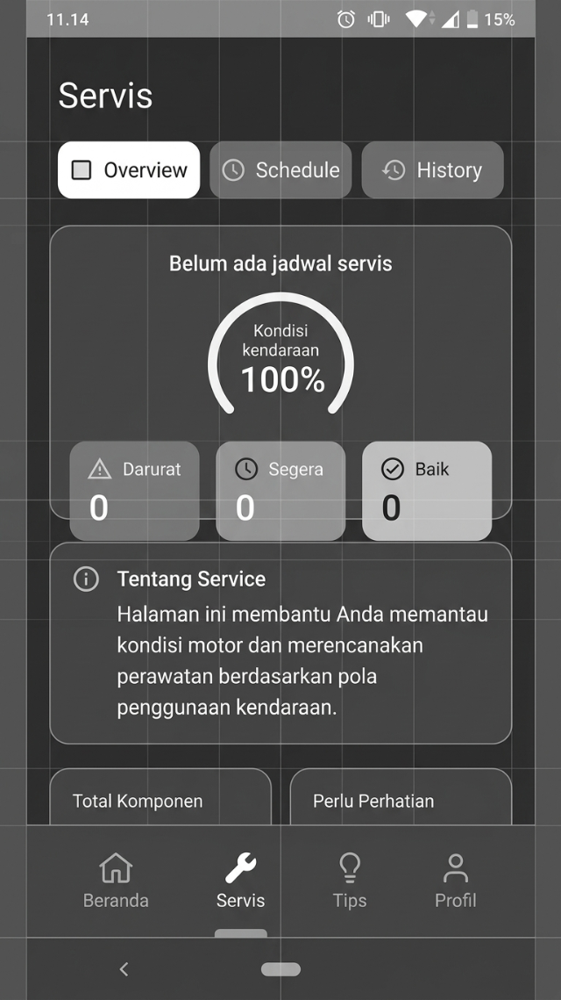 11.14
15%
Servis
Overview
Schedule
History
Belum ada jadwal servis
Kondisi
kendaraan
100%
Darurat
0
Segera
0
Baik
0
Tentang Service
Halaman ini membantu Anda memantau
kondisi motor dan merencanakan
perawatan berdasarkan pola
penggunaan kendaraan.
Total Komponen
Perlu Perhatian
Beranda
Servis
Tips
Profil